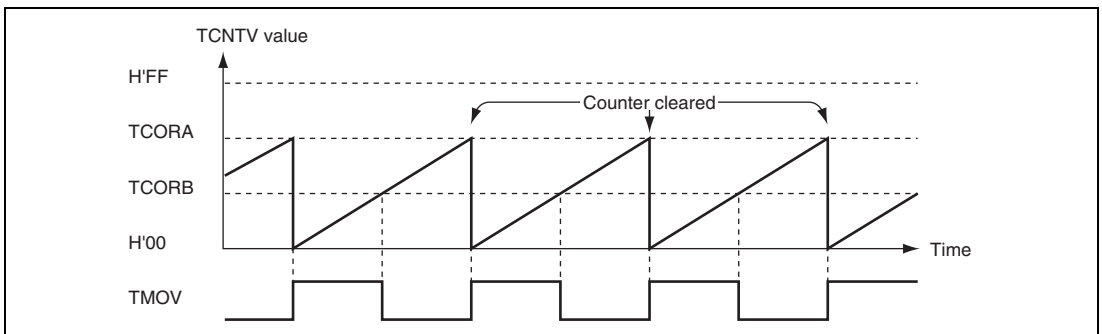 TCNTV value
H'FF
Counter cleared
TCORA
TCORB
H'00
Time
TMOV